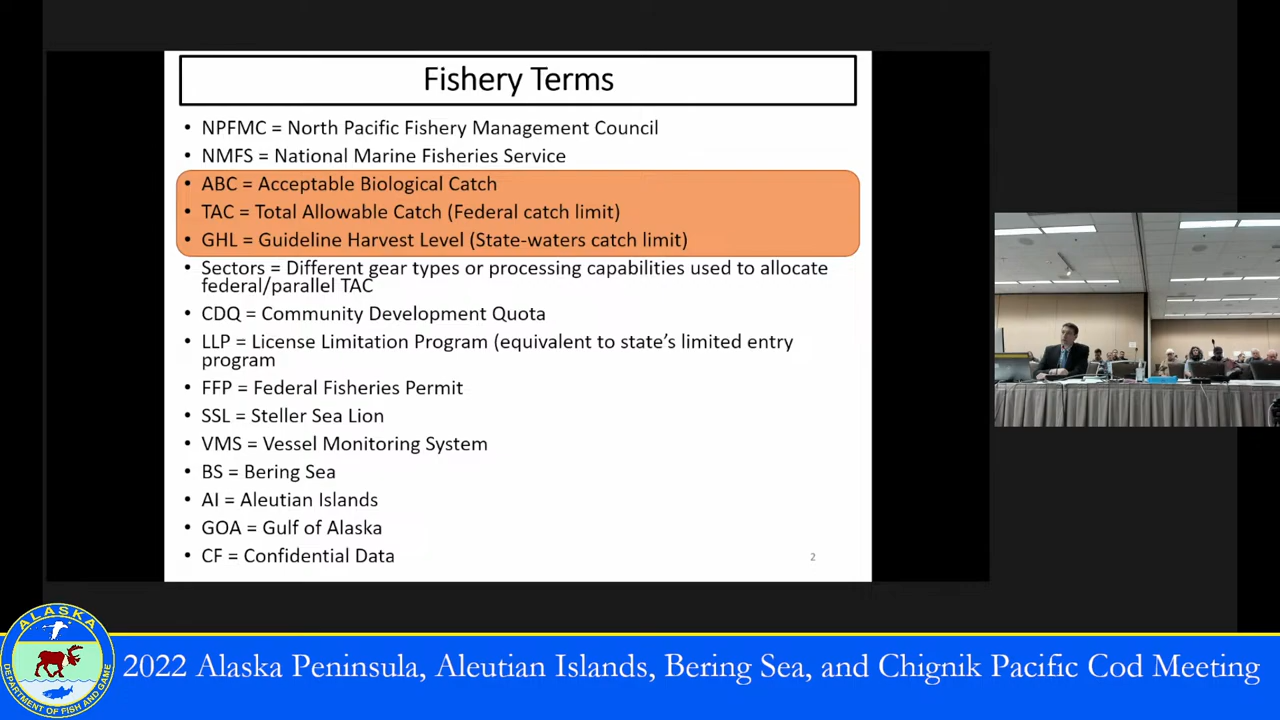 Fishery Terms
• NPFMC = North Pacific Fishery Management Council
• NMFS = National Marine Fisheries Service
• ABC = Acceptable Biological Catch
• TAC = Total Allowable Catch (Federal catch limit)
• GHL = Guideline Harvest Level (State-waters catch limit)
• Sectors = Different gear types or processing capabilities used to allocate
federal/parallel TAC
• CDQ = Community Development Quota
• LLP = License Limitation Program (equivalent to state's limited entry
program
• FFP = Federal Fisheries Permit
• SSL = Steller Sea Lion
• VMS = Vessel Monitoring System
• BS = Bering Sea
• AI = Aleutian Islands
• GOA = Gulf of Alaska
• CF = Confidential Data
2
ALASKA
DEPARTMENT OF FISH AND GAME
2022 Alaska Peninsula, Aleutian Islands, Bering Sea, and Chignik Pacific Cod Meeting